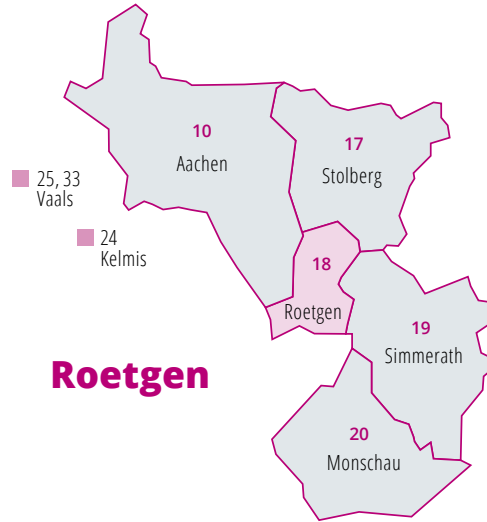 10
Aachen
17
Stolberg
25, 33
Vaals
24
Kelmis
18
Roetgen
19
Simmerath
Roetgen
20
Monschau